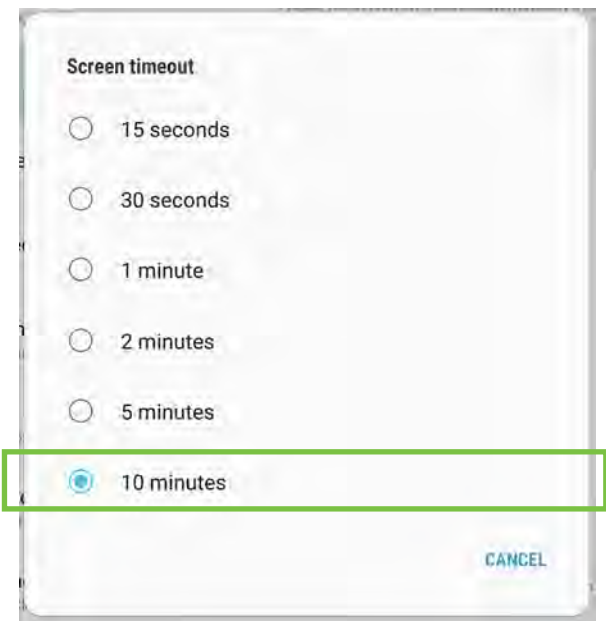 Screen timeout
15 seconds
30 seconds
1 minute
2 minutes
5 minutes
10 minutes
CANCEL